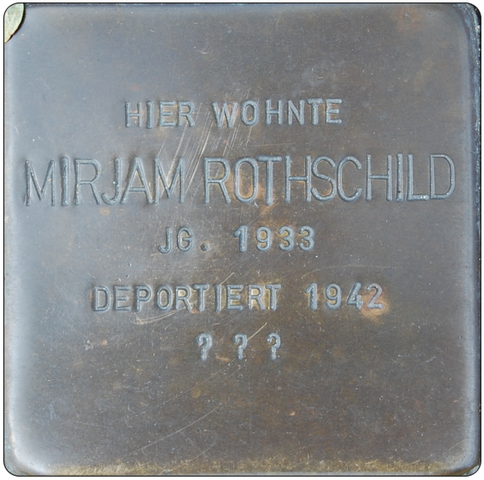 HIER WOHNTE
MIRJAM ROTHSCHILD
JG. 1933
DEPORTIERT 1942
? ? ?